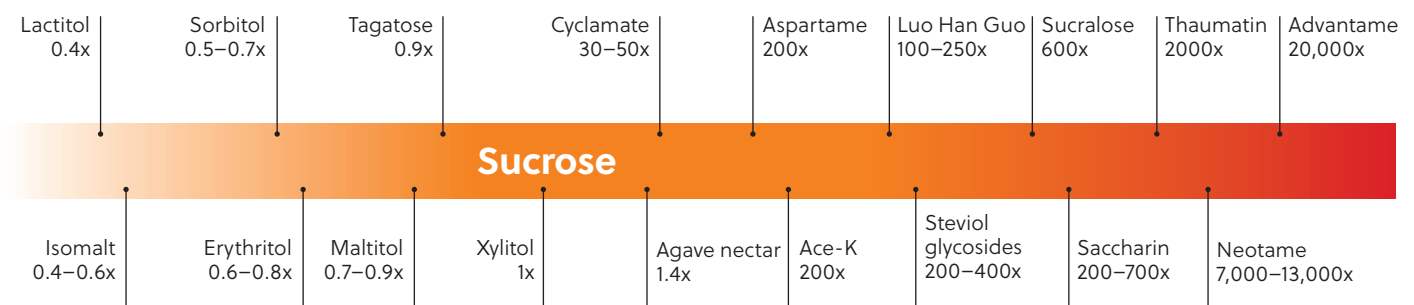 Lactitol
0.4x
Sorbitol
0.5–0.7x
Tagatose
0.9x
Cyclamate
30–50x
Aspartame
200x
Luo Han Guo
100–250x
Sucralose
600x
Thaumatin
2000x
Advantame
20,000x
Sucrose
Isomalt
0.4–0.6x
Erythritol
0.6–0.8x
Maltitol
0.7–0.9x
Xylitol
1x
Agave nectar
1.4x
Ace-K
200x
Steviol
glycosides
200–400x
Saccharin
200–700x
Neotame
7,000–13,000x